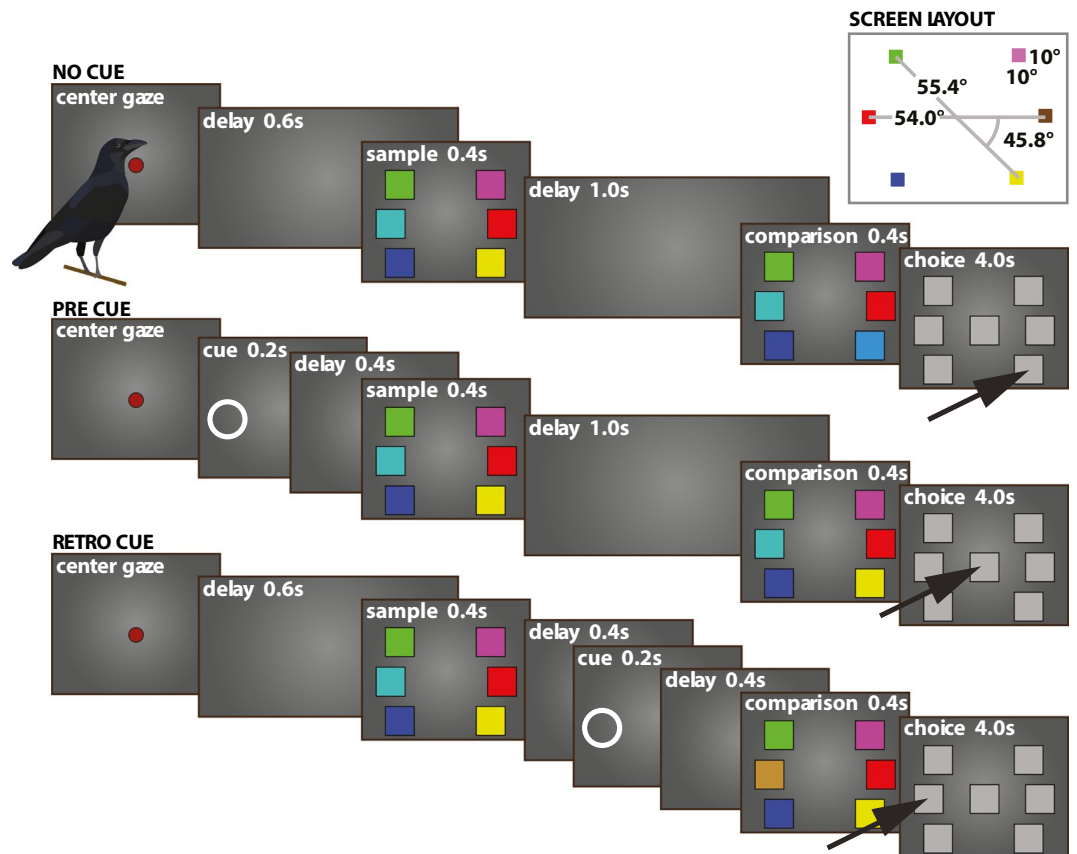 SCREEN LAYOUT
10°
10°
55.4°
54.0°
45.8°
NO CUE
center gaze
delay 0.6s
sample 0.4s
delay 1.0s
comparison 0.4s
choice 4.0s
PRE CUE
center gaze
cue 0.2s
delay 0.4s
sample 0.4s
delay 1.0s
comparison 0.4s
choice 4.0s
RETRO CUE
center gaze
delay 0.6s
sample 0.4s
delay 0.4s
cue 0.2s
delay 0.4s
comparison 0.4s
choice 4.0s